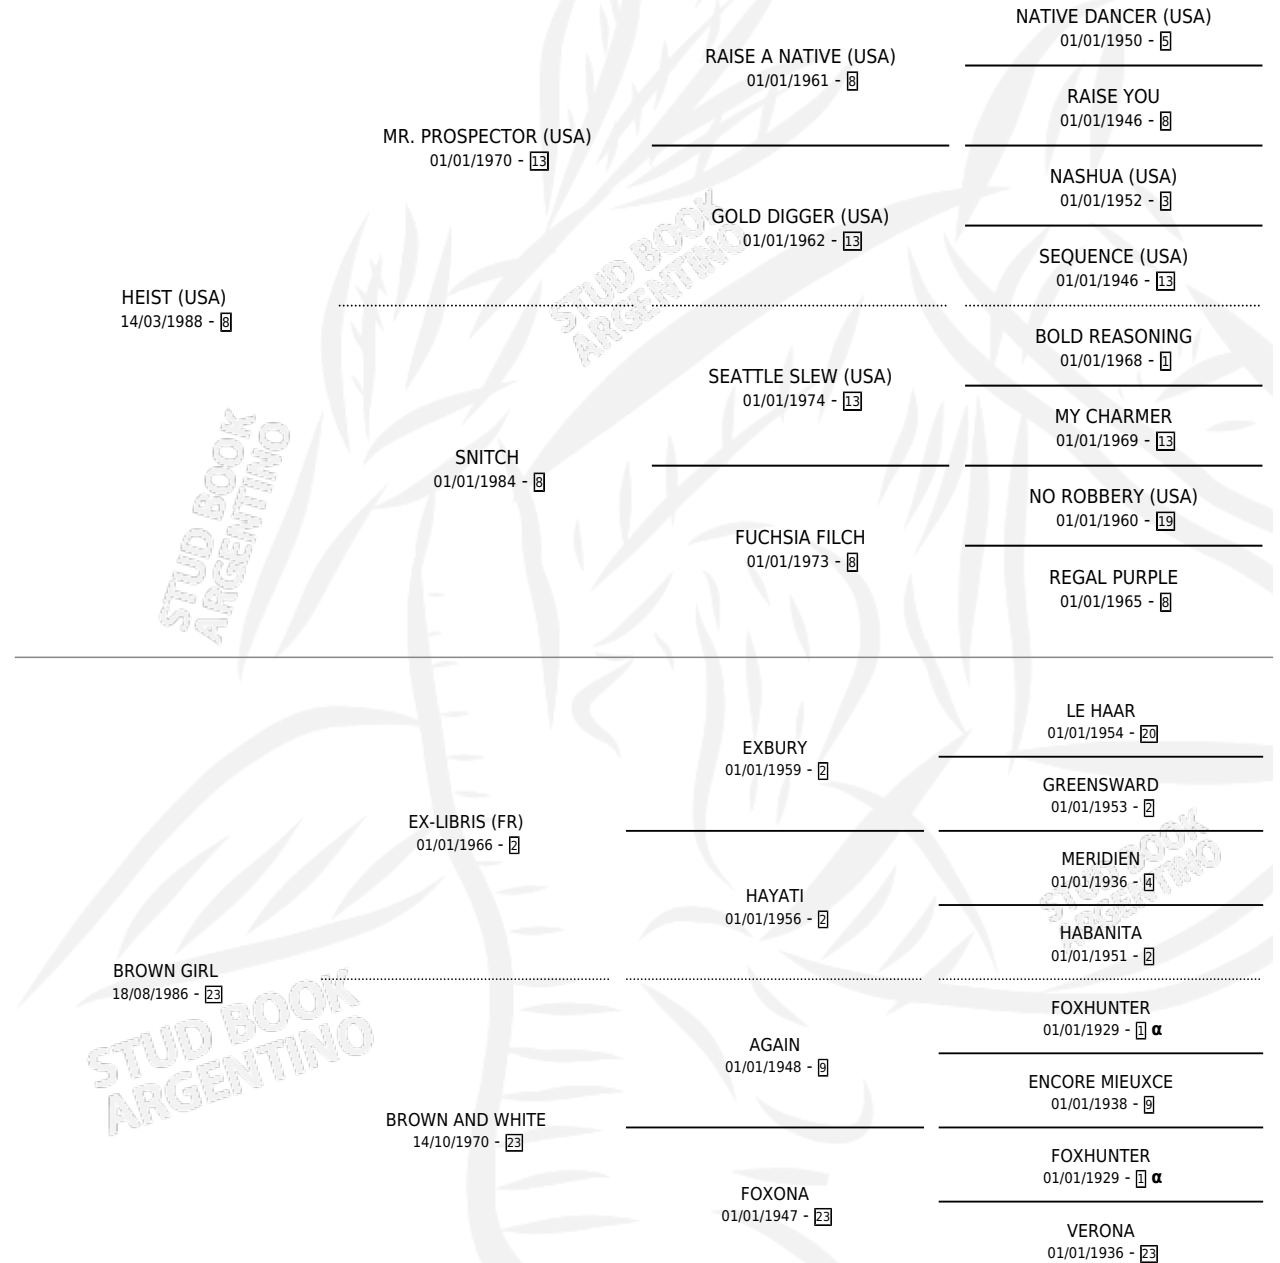 NATIVE DANCER (USA)
01/01/1950 - 5
RAISE A NATIVE (USA)
01/01/1961 - 8
RAISE YOU
01/01/1946 - 8
MR. PROSPECTOR (USA)
01/01/1970 - 13
NASHUA (USA)
01/01/1952 - 3
GOLD DIGGER (USA)
01/01/1962 - 13
SEQUENCE (USA)
01/01/1946 - 13
HEIST (USA)
14/03/1988 - 8
BOLD REASONING
01/01/1968 - 1
SEATTLE SLEW (USA)
01/01/1974 - 13
MY CHARMER
01/01/1969 - 13
SNITCH
01/01/1984 - 8
NO ROBBERY (USA)
01/01/1960 - 19
FUCHSIA FILCH
01/01/1973 - 8
REGAL PURPLE
01/01/1965 - 8
LE HAAR
01/01/1954 - 20
EXBURY
01/01/1959 - 2
GREENSWARD
01/01/1953 - 2
EX-LIBRIS (FR)
01/01/1966 - 2
MERIDIEN
01/01/1936 - 4
HAYATI
01/01/1956 - 2
HABANITA
01/01/1951 - 2
BROWN GIRL
18/08/1986 - 23
FOXHUNTER
01/01/1929 - 1 α
AGAIN
01/01/1948 - 9
ENCORE MIEUXCE
01/01/1938 - 9
BROWN AND WHITE
14/10/1970 - 23
FOXHUNTER
01/01/1929 - 1 α
FOXONA
01/01/1947 - 23
VERONA
01/01/1936 - 23
STUD BOOK
ARGENTINO
STUD BOOK
ARGENTINO
STUD BOOK
ARGENTINO
STUD BOOK
ARGENTINO